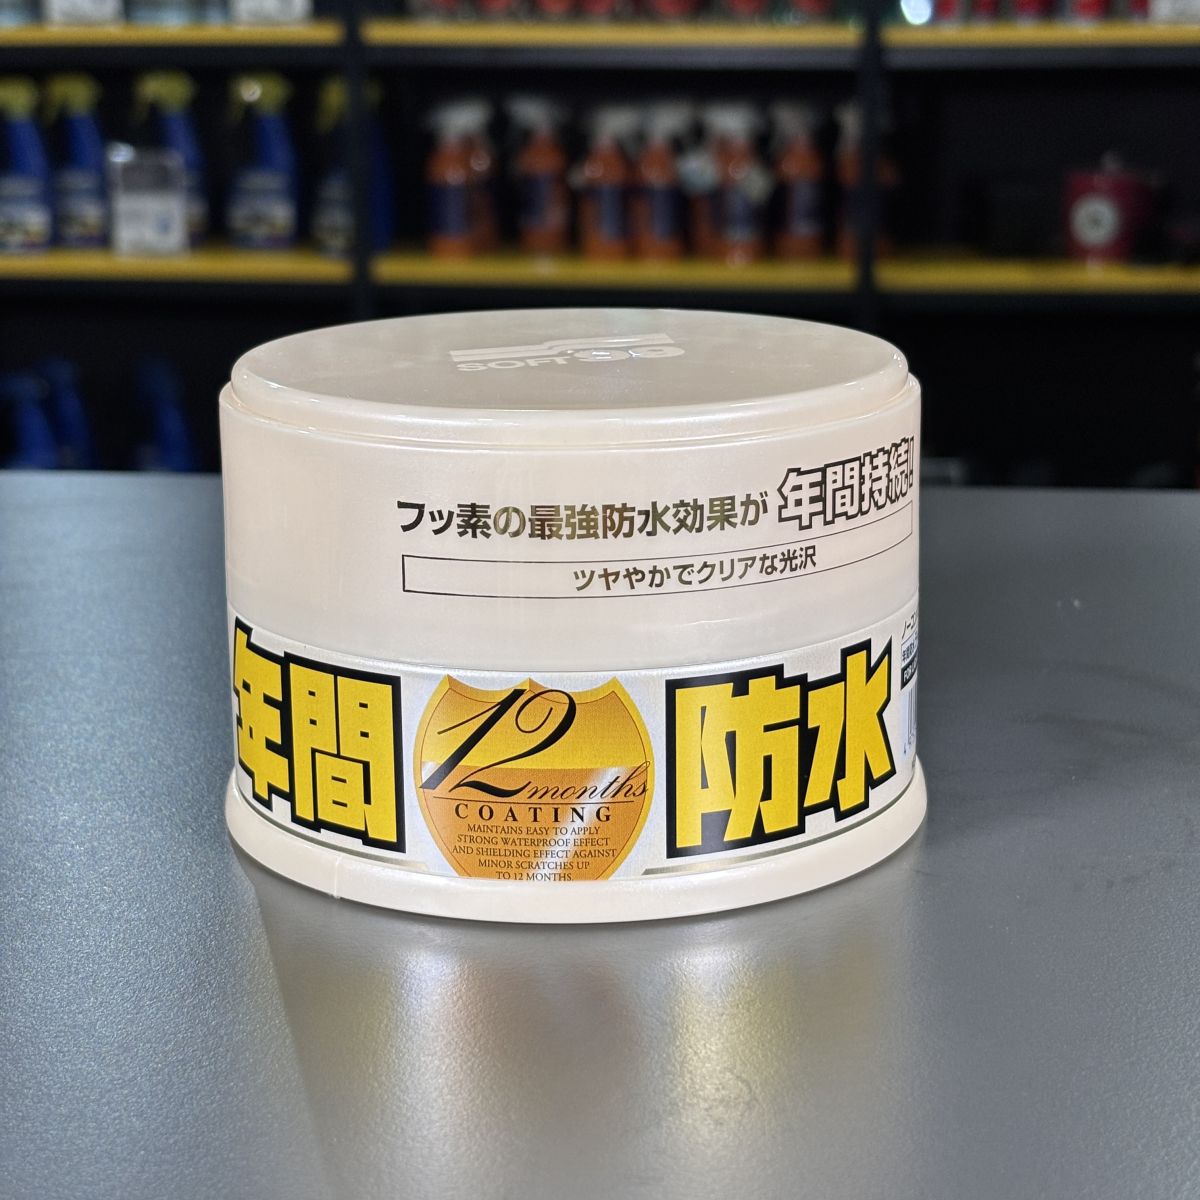 SOFT99
フッ素の最強防水効果が 年間持続!
ツヤやかでクリアな光沢
年間
12
months
COATING
MAINTAINS EASY TO APPLY
STRONG WATERPROOF EFFECT
AND SHIELDING EFFECT AGAINST
MINOR SCRATCHES UP
TO 12 MONTHS.
防水